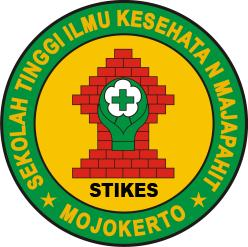 SEKOLAH TINGGI ILMU KESEHATA N MAJAPAHIT
STIKES
MOJOKERTO